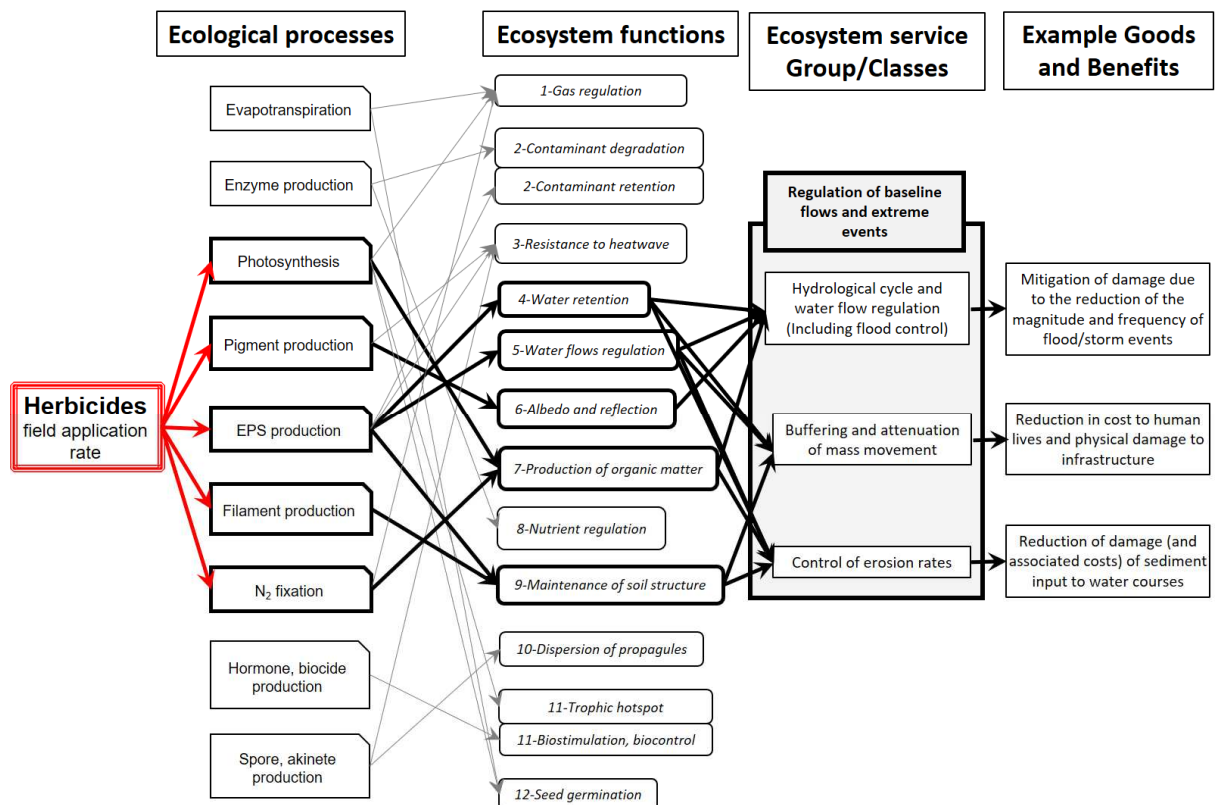 Ecological processes
Ecosystem functions
Ecosystem service
Group/Classes
Example Goods
and Benefits
Herbicides
field application
rate
Evapotranspiration
Enzyme production
Photosynthesis
Pigment production
EPS production
Filament production
N₂ fixation
Hormone, biocide
production
Spore, akinete
production
1-Gas regulation
2-Contaminant degradation
2-Contaminant retention
3-Resistance to heatwave
4-Water retention
5-Water flows regulation
6-Albedo and reflection
7-Production of organic matter
8-Nutrient regulation
9-Maintenance of soil structure
10-Dispersion of propagules
11-Trophic hotspot
11-Biostimulation, biocontrol
12-Seed germination
Regulation of baseline
flows and extreme
events
Hydrological cycle and
water flow regulation
(Including flood control)
Buffering and attenuation
of mass movement
Control of erosion rates
Mitigation of damage due
to the reduction of the
magnitude and frequency of
flood/storm events
Reduction in cost to human
lives and physical damage to
infrastructure
Reduction of damage (and
associated costs) of sediment
input to water courses